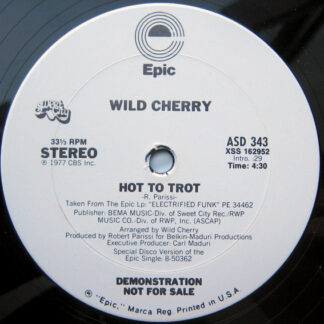 Epic
WILD CHERRY
Sweet City
33⅓ RPM
STEREO
℗ 1977 CBS Inc.
ASD 343
XSS 162952
Intro. :29
Time: 4:30
HOT TO TROT
-R. Parissi-
Taken From The Epic Lp: "ELECTRIFIED FUNK" PE 34462
Publisher: BEMA MUSIC-Div. of Sweet City Rec./RWP
MUSIC CO.-Div. of RWP, Inc. (ASCAP)
Arranged by Wild Cherry
Produced by Robert Parissi for Belkin-Maduri Productions
Executive Producer: Carl Maduri
Special Disco Version of the
Epic Single: 8-50362
DEMONSTRATION
NOT FOR SALE
® "Epic," Marca Reg. Printed in U.S.A.